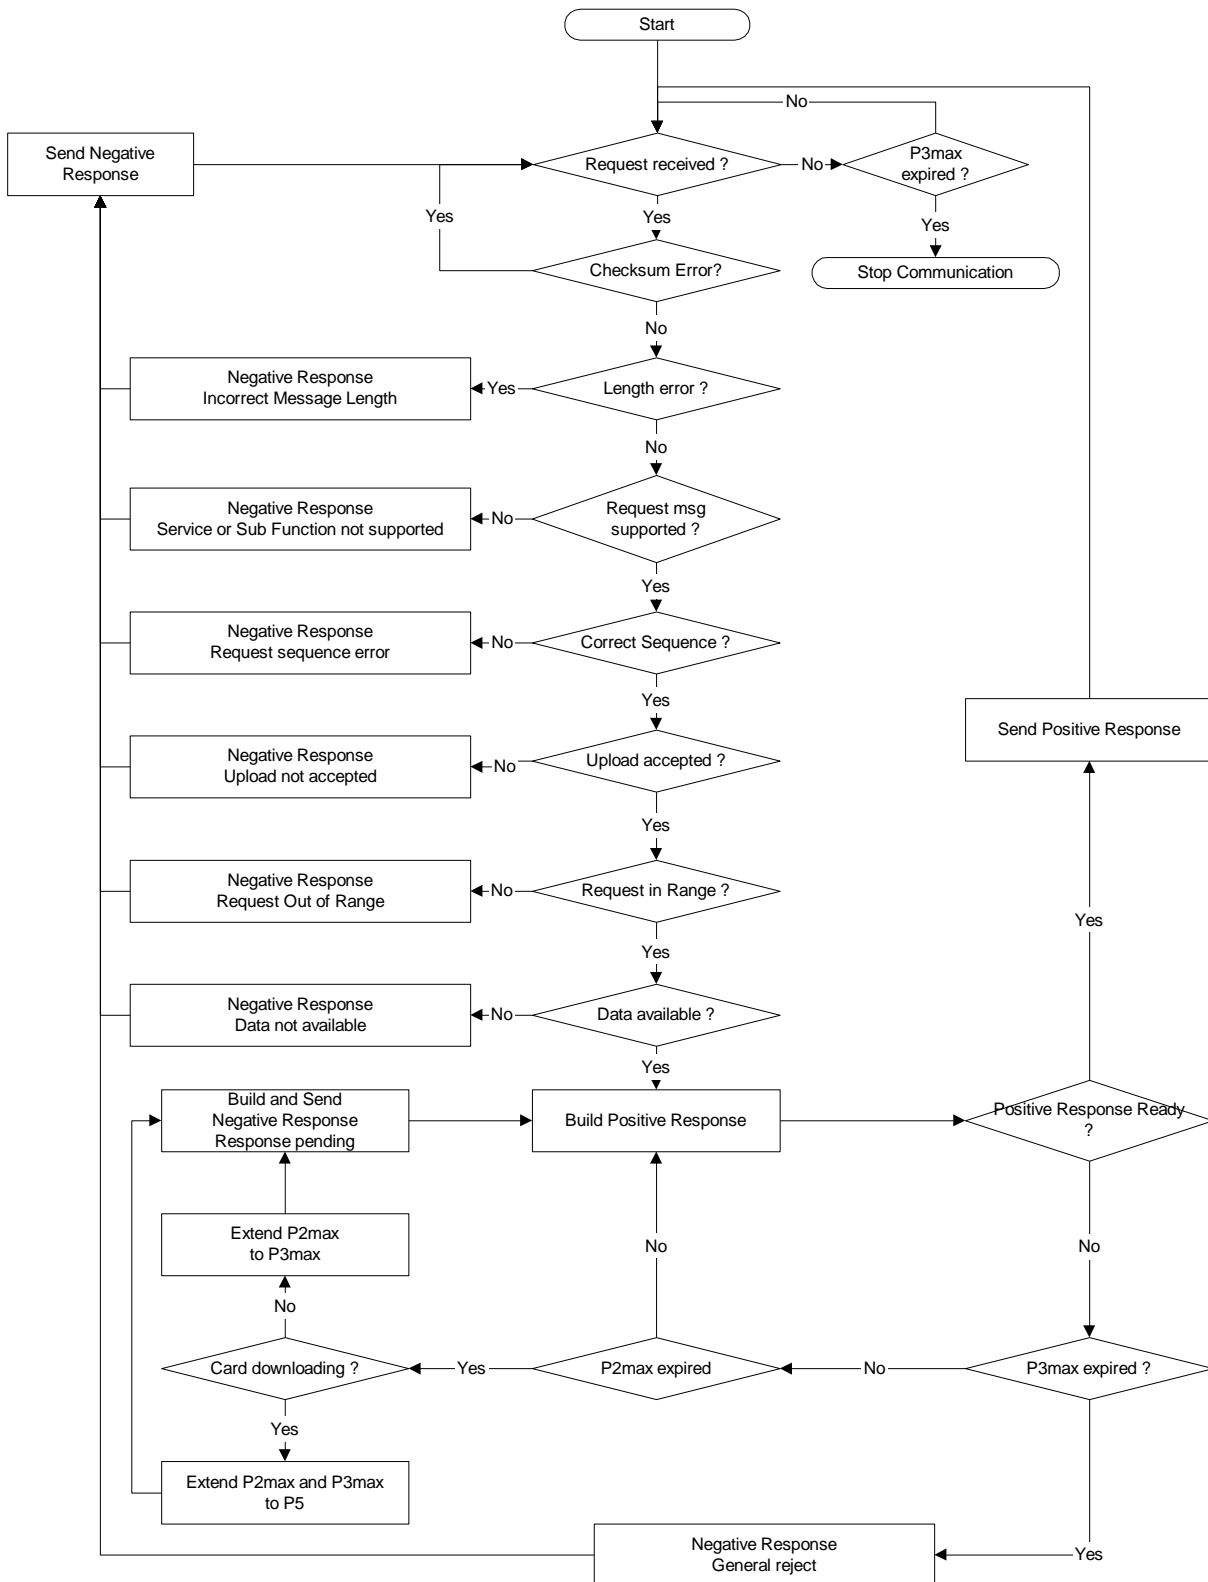 Start
No
Send Negative
Response
Request received ?
No
P3max
expired ?
Yes
Yes
Yes
Checksum Error?
Stop Communication
No
Negative Response
Incorrect Message Length
Yes
Length error ?
No
Negative Response
Service or Sub Function not supported
No
Request msg
supported ?
Yes
Negative Response
Request sequence error
No
Correct Sequence ?
Yes
Send Positive Response
Negative Response
Upload not accepted
No
Upload accepted ?
Yes
Negative Response
Request Out of Range
No
Request in Range ?
Yes
Yes
Negative Response
Data not available
No
Data available ?
Yes
Build and Send
Negative Response
Response pending
Build Positive Response
Positive Response Ready
?
Extend P2max
to P3max
No
No
No
Card downloading ?
Yes
P2max expired
No
P3max expired ?
Yes
Extend P2max and P3max
to P5
Negative Response
General reject
Yes